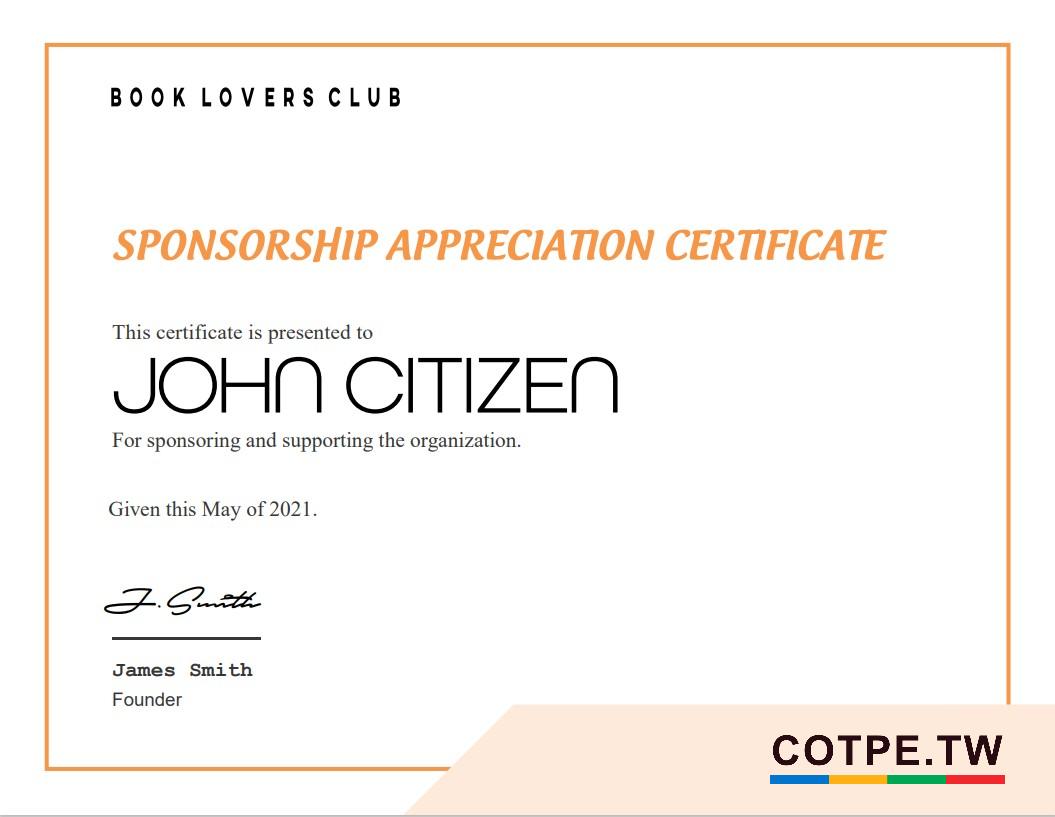 BOOK LOVERS CLUB
SPONSORSHIP APPRECIATION CERTIFICATE
This certificate is presented to
JOHN CITIZEN
For sponsoring and supporting the organization.
Given this May of 2021.
J. Smith
James Smith
Founder
COTPE.TW